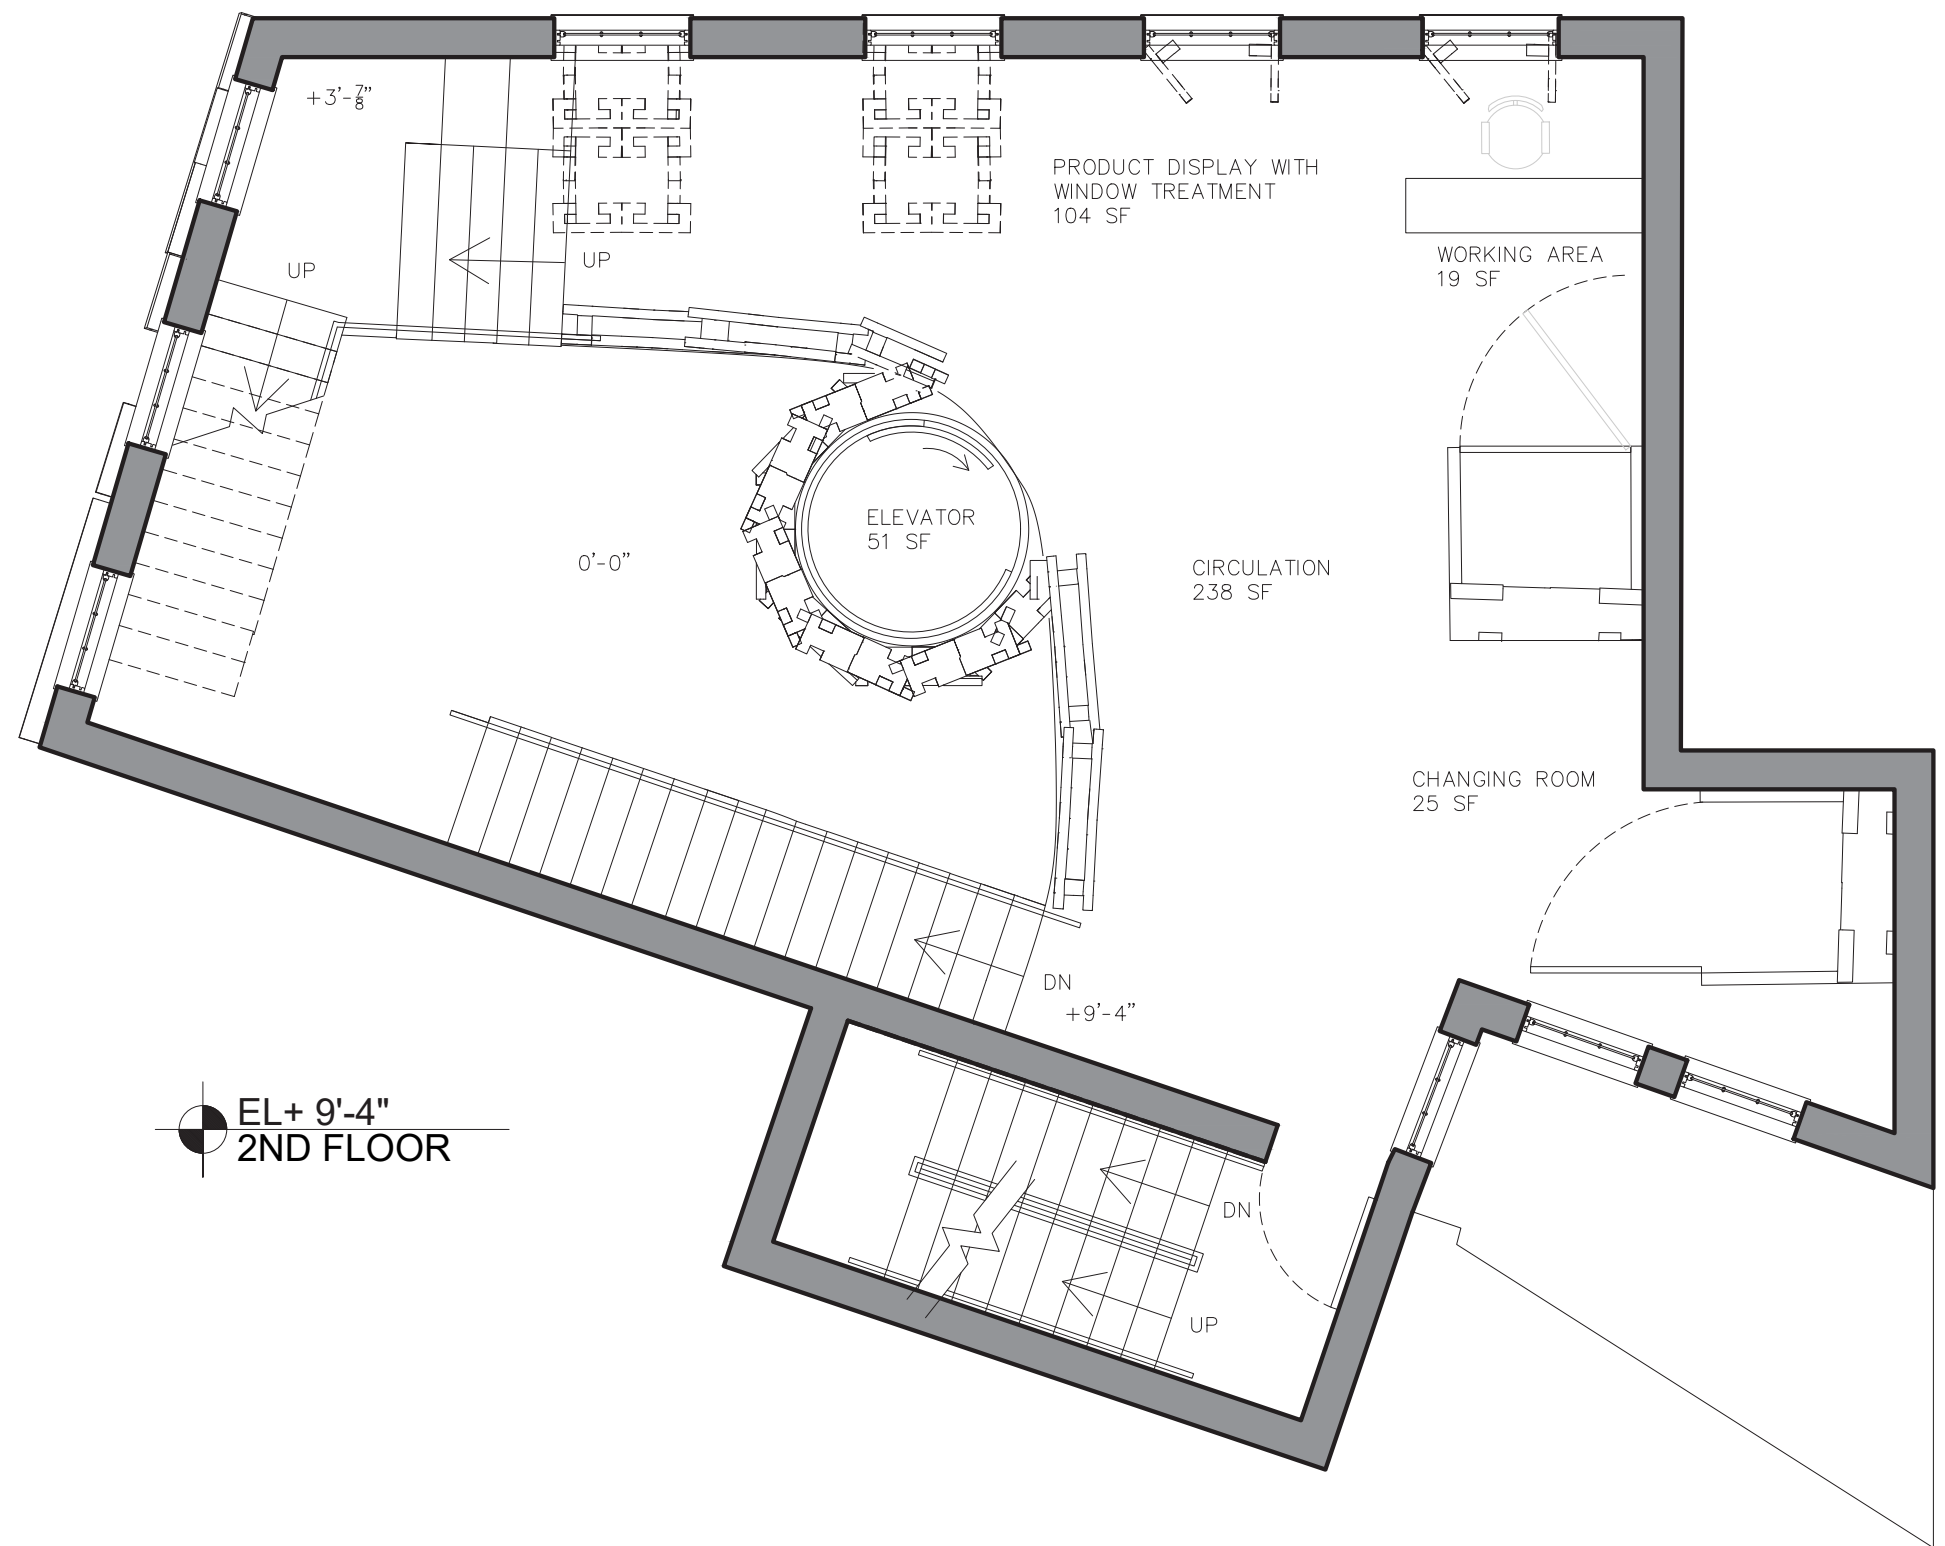 +3'-7/8"
PRODUCT DISPLAY WITH
WINDOW TREATMENT
104 SF
UP
UP
WORKING AREA
19 SF
ELEVATOR
51 SF
0'-0"
CIRCULATION
238 SF
CHANGING ROOM
25 SF
DN
+9'-4"
EL+ 9'-4"
2ND FLOOR
DN
UP